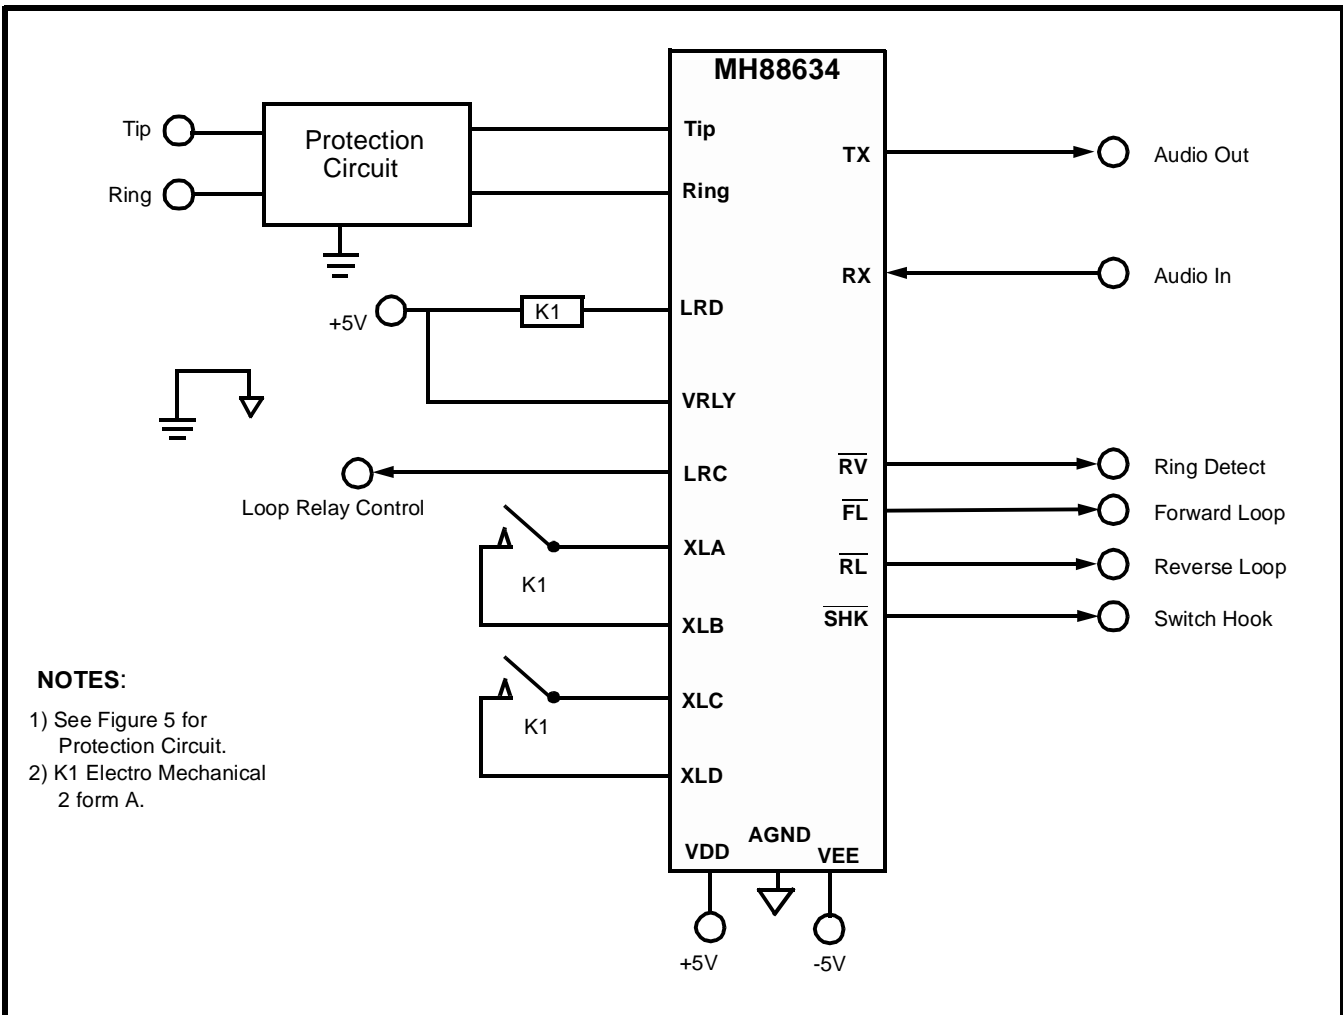 MH88634
Tip
Ring
Protection
Circuit
Tip
Ring
TX
Audio Out
RX
Audio In
+5V
K1
LRD
VRLY
LRC
Loop Relay Control
RV
Ring Detect
FL
Forward Loop
RL
Reverse Loop
SHK
Switch Hook
XLA
K1
XLB
XLC
K1
XLD
NOTES:
1) See Figure 5 for
Protection Circuit.
2) K1 Electro Mechanical
2 form A.
VDD
AGND
VEE
+5V
-5V